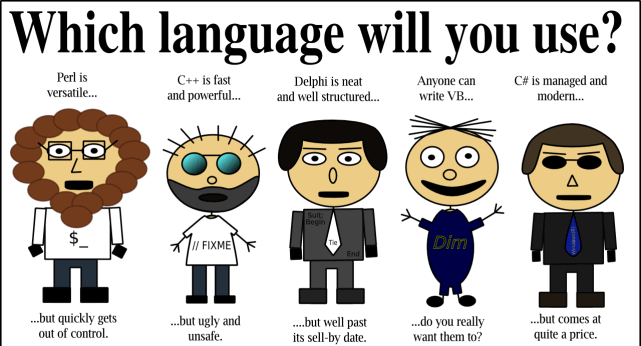 Which language will you use?
Perl is
versatile...
C++ is fast
and powerful...
Delphi is neat
and well structured...
Anyone can
write VB...
C# is managed and
modern...
$_
// FIXME
Suit;
Begin
Tie
End
Dim
...but quickly gets
out of control.
...but ugly and
unsafe.
....but well past
its sell-by date.
...do you really
want them to?
...but comes at
quite a price.